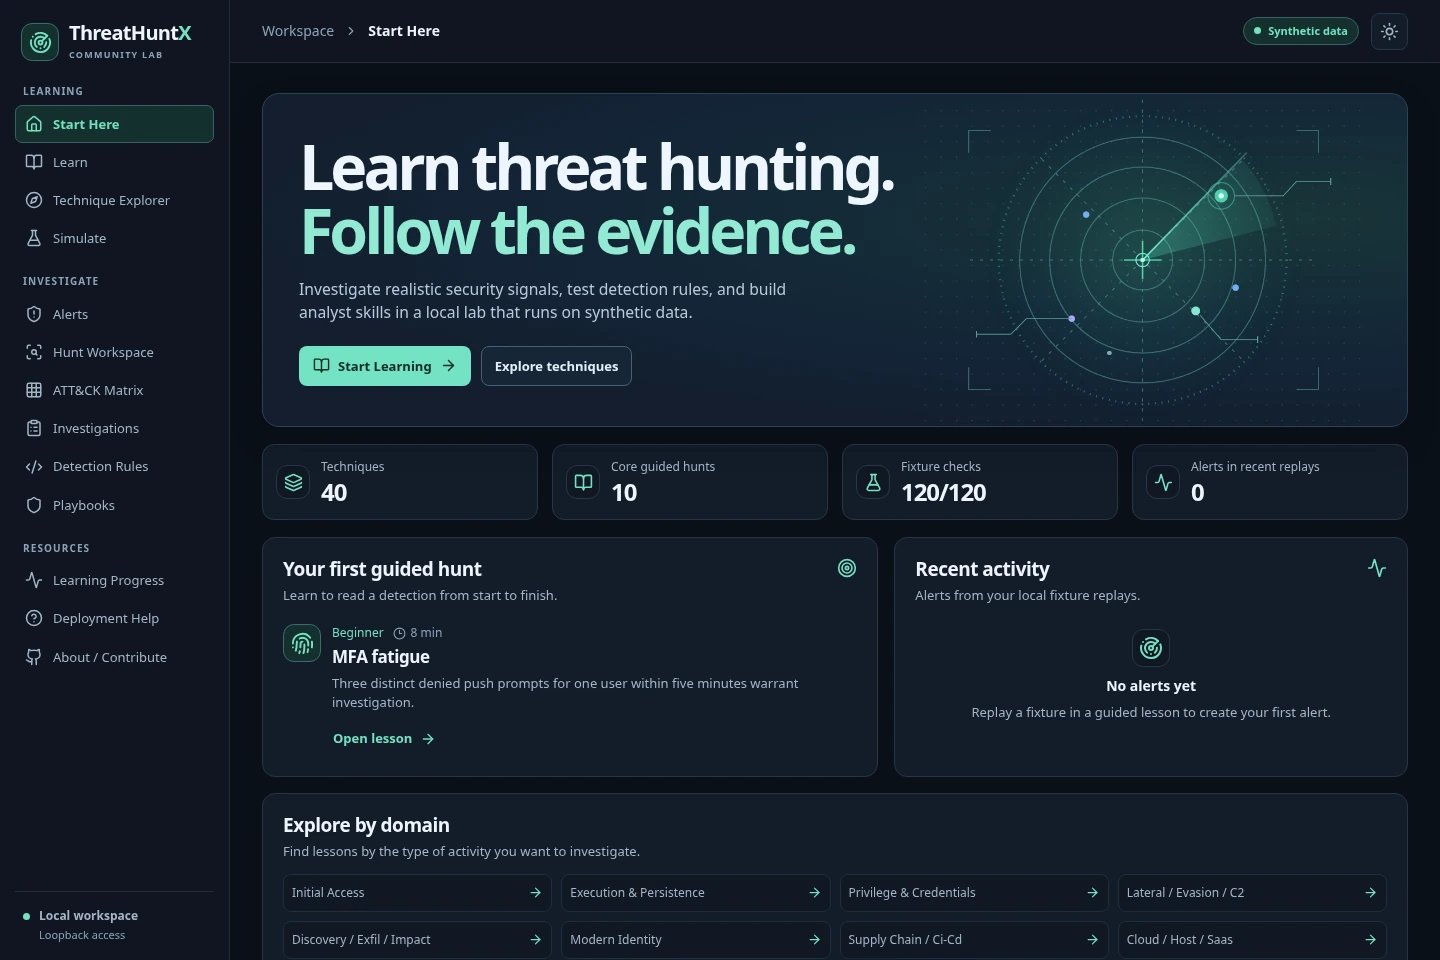 ThreatHuntX
COMMUNITY LAB
LEARNING
Start Here
Learn
Technique Explorer
Simulate
INVESTIGATE
Alerts
Hunt Workspace
ATT&CK Matrix
Investigations
Detection Rules
Playbooks
RESOURCES
Learning Progress
Deployment Help
About / Contribute
Local workspace
Loopback access
Workspace > Start Here
Synthetic data
Learn threat hunting.
Follow the evidence.
Investigate realistic security signals, test detection rules, and build
analyst skills in a local lab that runs on synthetic data.
Start Learning
Explore techniques
Techniques
40
Core guided hunts
10
Fixture checks
120/120
Alerts in recent replays
0
Your first guided hunt
Learn to read a detection from start to finish.
Beginner 8 min
MFA fatigue
Three distinct denied push prompts for one user within five minutes warrant
investigation.
Open lesson
Recent activity
Alerts from your local fixture replays.
No alerts yet
Replay a fixture in a guided lesson to create your first alert.
Explore by domain
Find lessons by the type of activity you want to investigate.
Initial Access
Execution & Persistence
Privilege & Credentials
Lateral / Evasion / C2
Discovery / Exfil / Impact
Modern Identity
Supply Chain / Ci-Cd
Cloud / Host / Saas